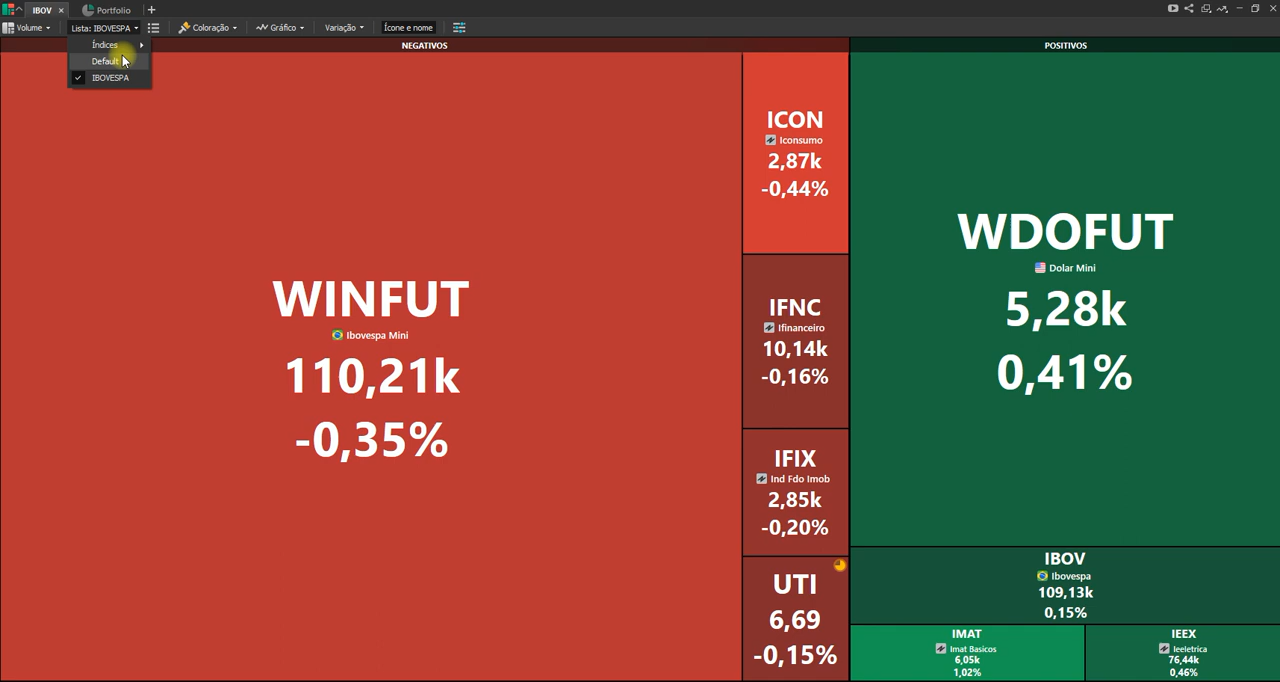 IBOV
Portfolio
Volume
Lista: IBOVESPA
Coloração
Gráfico
Variação
Ícone e nome
Índices
Default
IBOVESPA
NEGATIVOS
POSITIVOS
WINFUT
Ibovespa Mini
110,21k
-0,35%
ICON
Iconsumo
2,87k
-0,44%
IFNC
Ifinanceiro
10,14k
-0,16%
IFIX
Ind Fdo Imob
2,85k
-0,20%
UTI
6,69
-0,15%
WDOFUT
Dolar Mini
5,28k
0,41%
IBOV
Ibovespa
109,13k
0,15%
IMAT
Imat Basicos
6,05k
1,02%
IEEX
Ieeletrica
76,44k
0,46%